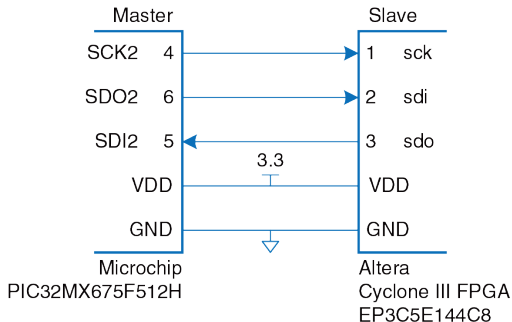 Master Slave
SCK2 4 1 sck
SDO2 6 2 sdi
SDI2 5 3 sdo
3.3
VDD VDD
GND GND
Microchip
PIC32MX675F512H
Altera
Cyclone III FPGA
EP3C5E144C8